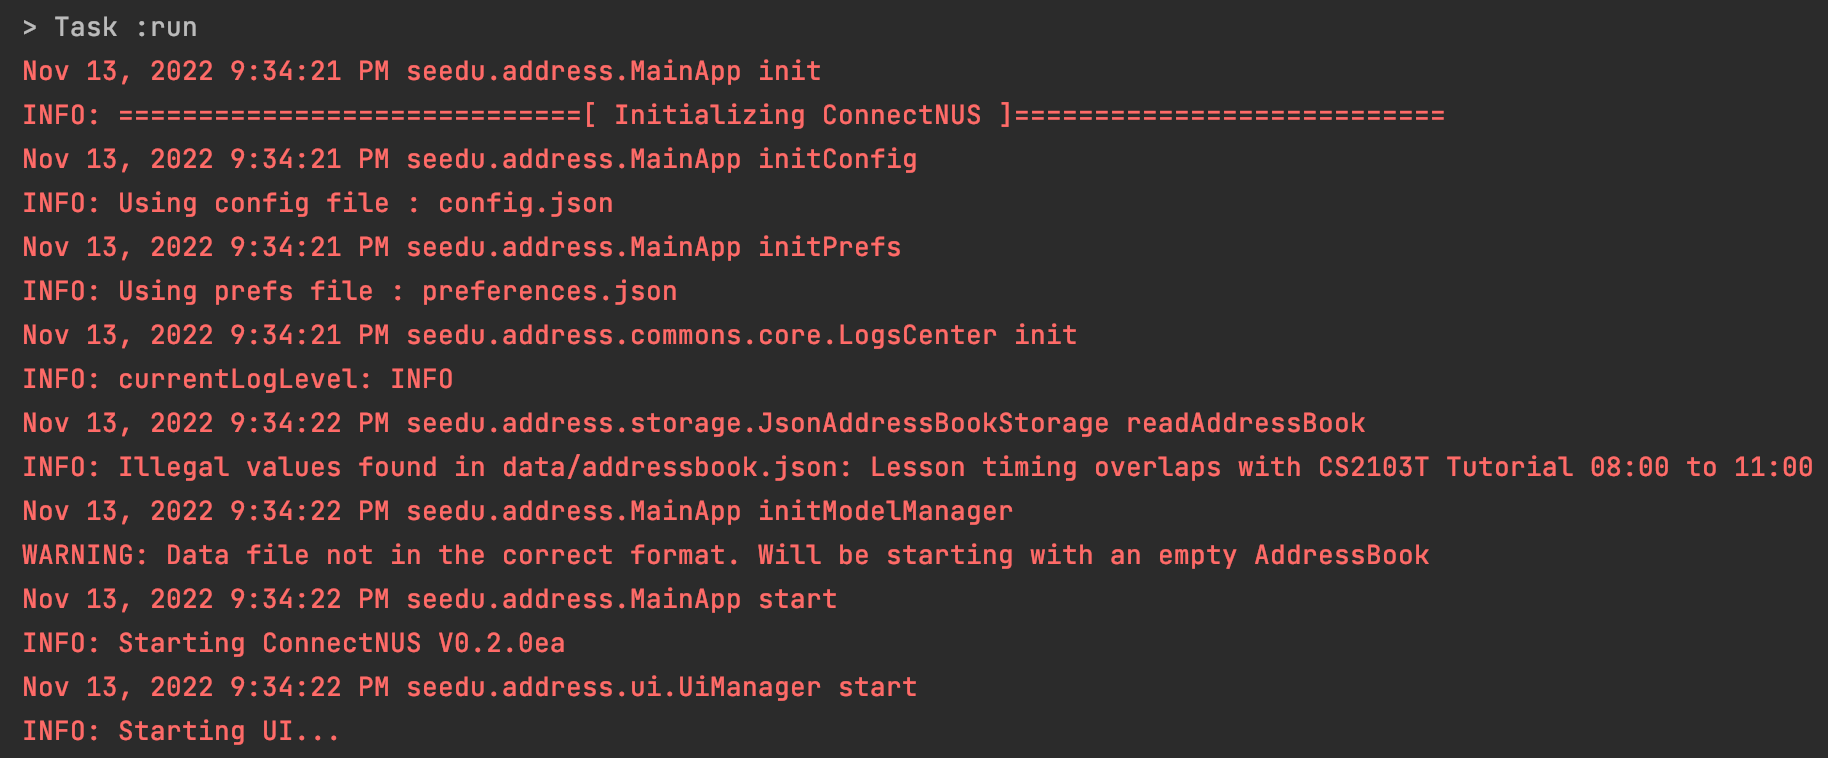 > Task :run
Nov 13, 2022 9:34:21 PM seedu.address.MainApp init
INFO: =============================[ Initializing ConnectNUS ]===========================
Nov 13, 2022 9:34:21 PM seedu.address.MainApp initConfig
INFO: Using config file : config.json
Nov 13, 2022 9:34:21 PM seedu.address.MainApp initPrefs
INFO: Using prefs file : preferences.json
Nov 13, 2022 9:34:21 PM seedu.address.commons.core.LogsCenter init
INFO: currentLogLevel: INFO
Nov 13, 2022 9:34:22 PM seedu.address.storage.JsonAddressBookStorage readAddressBook
INFO: Illegal values found in data/addressbook.json: Lesson timing overlaps with CS2103T Tutorial 08:00 to 11:00
Nov 13, 2022 9:34:22 PM seedu.address.MainApp initModelManager
WARNING: Data file not in the correct format. Will be starting with an empty AddressBook
Nov 13, 2022 9:34:22 PM seedu.address.MainApp start
INFO: Starting ConnectNUS V0.2.0ea
Nov 13, 2022 9:34:22 PM seedu.address.ui.UiManager start
INFO: Starting UI...